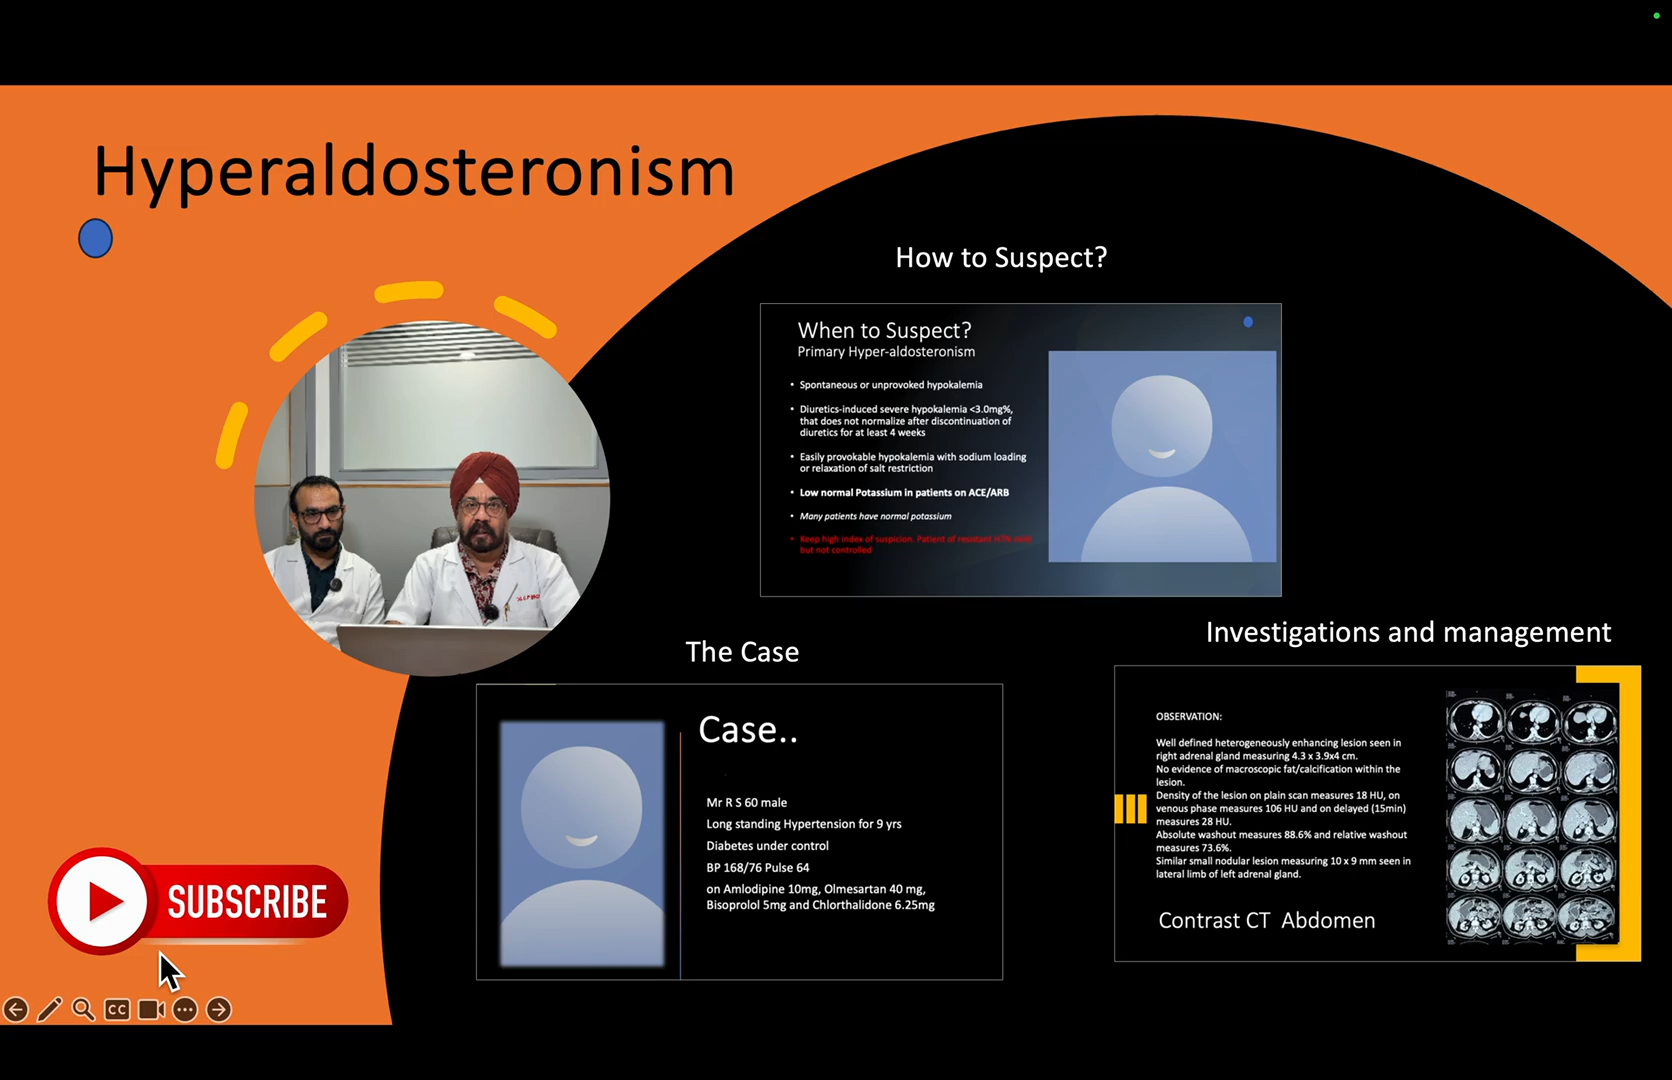 Hyperaldosteronism
How to Suspect?
When to Suspect?
Primary Hyper-aldosteronism
• Spontaneous or unprovoked hypokalemia
• Diuretics-induced severe hypokalemia <3.0mg%,
that does not normalize after discontinuation of
diuretics for at least 4 weeks
• Easily provokable hypokalemia with sodium loading
or relaxation of salt restriction
• Low normal Potassium in patients on ACE/ARB
• Many patients have normal potassium
• Keep high index of suspicion. Patient of resistant HTN
but not controlled
The Case
Case..
Mr R S 60 male
Long standing Hypertension for 9 yrs
Diabetes under control
BP 168/76 Pulse 64
on Amlodipine 10mg, Olmesartan 40 mg,
Bisoprolol 5mg and Chlorthalidone 6.25mg
Investigations and management
OBSERVATION:
Well defined heterogeneously enhancing lesion seen in
right adrenal gland measuring 4.3 x 3.9x4 cm.
No evidence of macroscopic fat/calcification within the
lesion.
Density of the lesion on plain scan measures 18 HU, on
venous phase measures 106 HU and on delayed (15min)
measures 28 HU.
Absolute washout measures 88.6% and relative washout
measures 73.6%.
Similar small nodular lesion measuring 10 x 9 mm seen in
lateral limb of left adrenal gland.
Contrast CT Abdomen
SUBSCRIBE
CC